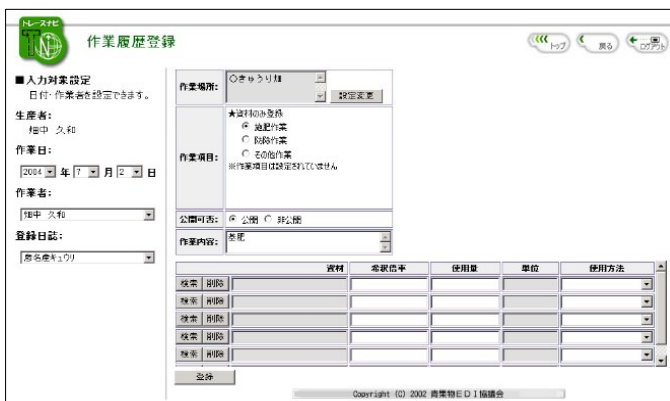 トレースナビ
作業履歴登録
トップ
戻る
ログアウト
■入力対象設定
日付・作業者を設定できます。
生産者:
畑中 久和
作業日:
2004 年 7 月 2 日
作業者:
畑中 久和
登録日誌:
作業場所:
○きゅうり畑
設定変更
作業項目:
★資材のみ登録
施肥作業
防除作業
その他作業
※作業項目は設定されていません
公開可否:
公開 非公開
作業内容:
基肥
資材 希釈倍率 使用量 単位 使用方法
検索 削除
検索 削除
検索 削除
検索 削除
検索 削除
登録
Copyright (C) 2002 青果物EDI協議会